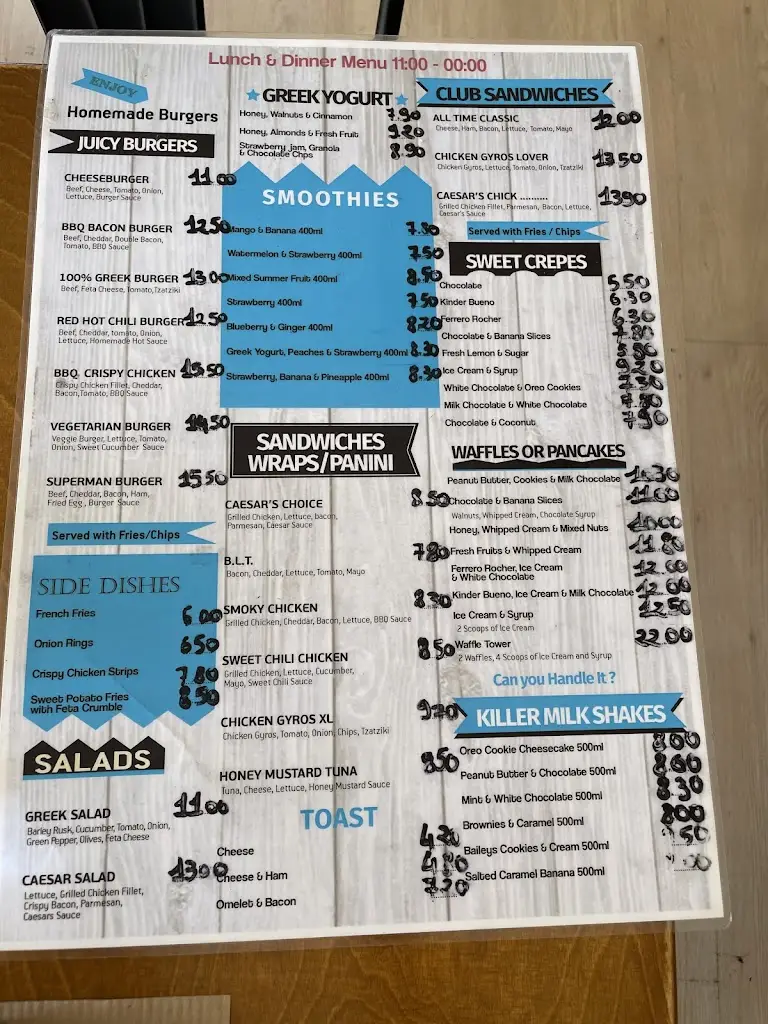 Lunch & Dinner Menu 11:00 - 00:00
ENJOY
Homemade Burgers
JUICY BURGERS
CHEESEBURGER 11 00
Beef, Cheese, Tomato, Onion,
Lettuce, Burger Sauce
BBQ BACON BURGER 12 50
Beef, Cheddar, Double Bacon,
Tomato, BBQ Sauce
100% GREEK BURGER 13 00
Beef, Feta Cheese, Tomato, Tzatziki
RED HOT CHILI BURGER 12 50
Beef, Cheddar, tomato, Onion,
Lettuce, Homemade Hot Sauce
BBQ CRISPY CHICKEN 15 50
Crispy Chicken Fillet, Cheddar,
Bacon, Tomato, BBQ Sauce
VEGETARIAN BURGER 14 50
Veggie Burger, Lettuce, Tomato,
Onion, Sweet Cucumber Sauce
SUPERMAN BURGER 15 50
Beef, Cheddar, Bacon, Ham,
Fried Egg, Burger Sauce
Served with Fries/Chips
SIDE DISHES
French Fries 6 00
Onion Rings 6 50
Crispy Chicken Strips 7 80
Sweet Potato Fries
with Feta Crumble 8 50
SALADS
GREEK SALAD 11 00
Barley Rusk, Cucumber, Tomato, Onion,
Green Pepper, Olives, Feta Cheese
CAESAR SALAD 13 00
Lettuce, Grilled Chicken Fillet,
Crispy Bacon, Parmesan,
Caesars Sauce
GREEK YOGURT
Honey, Walnuts & Cinnamon 7.90
Honey, Almonds & Fresh Fruit 9.20
Strawberry jam, Granola
& Chocolate Chps 8.90
SMOOTHIES
Mango & Banana 400ml 7.80
Watermelon & Strawberry 400ml 7.50
Mixed Summer Fruit 400ml 8.50
Strawberry 400ml 7 50
Blueberry & Ginger 400ml 8.20
Greek Yogurt, Peaches & Strawberry 400ml 8.30
Strawberry, Banana & Pineapple 400ml 8.30
SANDWICHES
WRAPS/PANINI
CAESAR'S CHOICE 8.50
Grilled Chicken, Lettuce, bacon,
Parmesan, Caesar Sauce
B.L.T. 7 80
Bacon, Cheddar, Lettuce, Tomato, Mayo
SMOKY CHICKEN 8 30
Grilled Chicken, Cheddar, Bacon, Lettuce, BBQ Sauce
SWEET CHILI CHICKEN 8 50
Grilled Chicken, Lettuce, Cucumber,
Mayo, Sweet Chili Sauce
CHICKEN GYROS XL 9 70
Chicken Gyros, Tomato, Onion, Chips, Tzatziki
HONEY MUSTARD TUNA 8 50
Tuna, Cheese, Lettuce, Honey Mustard Sauce
TOAST
Cheese 4 20
Cheese & Ham 4 80
Omelet & Bacon 7 20
CLUB SANDWICHES
ALL TIME CLASSIC 12 00
Cheese, Ham, Bacon, Lettuce, Tomato, Mayo
CHICKEN GYROS LOVER 13 50
Chicken Gyros, Lettuce, Tomato, Onion, Tzatziki
CAESAR'S CHICK .......... 13 90
Grilled Chicken Fillet, Parmesan, Bacon, Lettuce,
Caesar's Sauce
Served with Fries / Chips
SWEET CREPES
Chocolate 5.50
Kinder Bueno 6.30
Ferrero Rocher 6.30
Chocolate & Banana Slices
Fresh Lemon & Sugar
Ice Cream & Syrup
White Chocolate & Oreo Cookies
Milk Chocolate & White Chocolate
Chocolate & Coconut 7 90
WAFFLES OR PANCAKES
Peanut Butter, Cookies & Milk Chocolate
Chocolate & Banana Slices 11.00
Walnuts, Whipped Cream, Chocolate Syrup
Honey, Whipped Cream & Mixed Nuts
Fresh Fruits & Whipped Cream 11.80
Ferrero Rocher, Ice Cream
& White Chocolate 12.00
Kinder Bueno, Ice Cream & Milk Chocolate 12 00
Ice Cream & Syrup 12 50
2 Scoops of Ice Cream
Waffle Tower 22.00
2 Waffles, 4 Scoops of Ice Cream and Syrup
Can you Handle It ?
KILLER MILK SHAKES
Oreo Cookie Cheesecake 500ml 8.00
Peanut Butter & Chocolate 500ml
Mint & White Chocolate 500ml 8.30
Brownies & Caramel 500ml 8 00
Baileys Cookies & Cream 500ml
Salted Caramel Banana 500ml